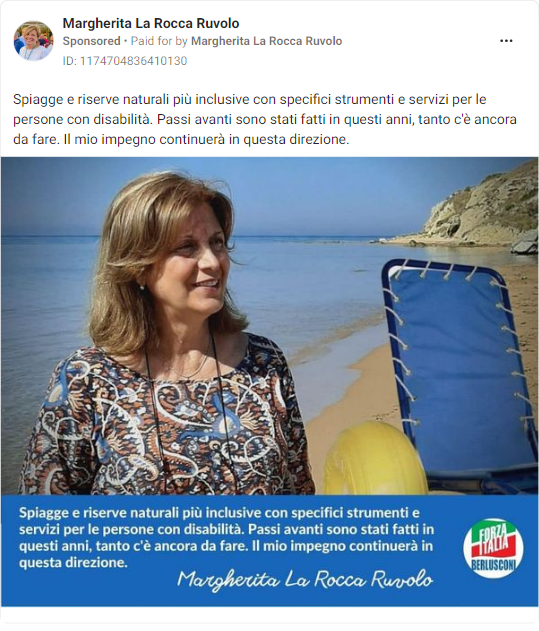 Margherita La Rocca Ruvolo
Sponsored • Paid for by Margherita La Rocca Ruvolo
ID: 1174704836410130
Spiagge e riserve naturali più inclusive con specifici strumenti e servizi per le
persone con disabilità. Passi avanti sono stati fatti in questi anni, tanto c'è ancora
da fare. Il mio impegno continuerà in questa direzione.
Spiagge e riserve naturali più inclusive con specifici strumenti e
servizi per le persone con disabilità. Passi avanti sono stati fatti in
questi anni, tanto c'è ancora da fare. Il mio impegno continuerà in
questa direzione.
Margherita La Rocca Ruvolo
FORZA
ITALIA
BERLUSCONI